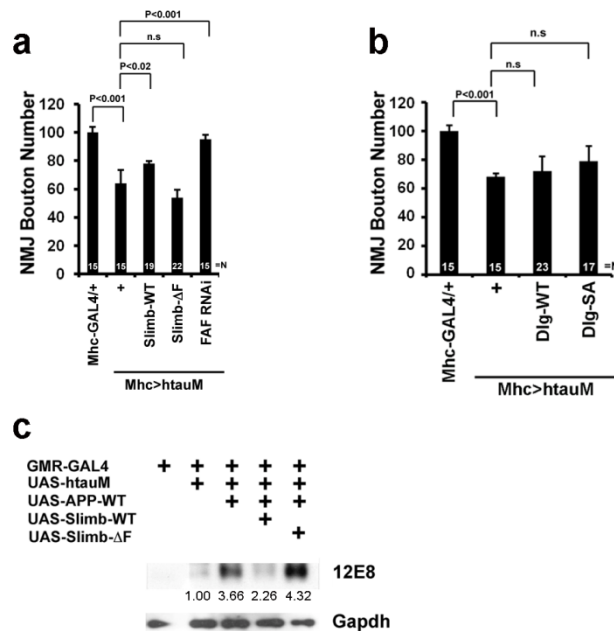 a
P<0.001
n.s
P<0.02
P<0.001
NMJ Bouton Number
120
100
80
60
40
20
0
15 15 19 22 15 =N
Mhc-GAL4/+
+
Slimb-WT
Slimb-ΔF
FAF RNAi
Mhc>htauM
b
n.s
n.s
P<0.001
NMJ Bouton Number
120
100
80
60
40
20
0
15 15 23 17 =N
Mhc-GAL4/+
+
Dlg-WT
Dlg-SA
Mhc>htauM
c
GMR-GAL4 + + + + +
UAS-htauM + + + +
UAS-APP-WT + + +
UAS-Slimb-WT +
UAS-Slimb-ΔF +
12E8
1.00 3.66 2.26 4.32
Gapdh